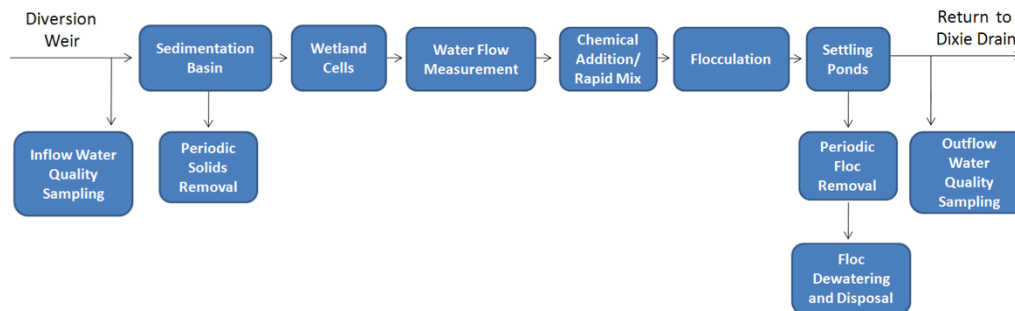 Diversion
Weir
Sedimentation
Basin
Wetland
Cells
Water Flow
Measurement
Chemical
Addition/
Rapid Mix
Flocculation
Settling
Ponds
Return to
Dixie Drain
Inflow Water
Quality
Sampling
Periodic
Solids
Removal
Periodic
Floc
Removal
Outflow
Water
Quality
Sampling
Floc
Dewatering
and Disposal